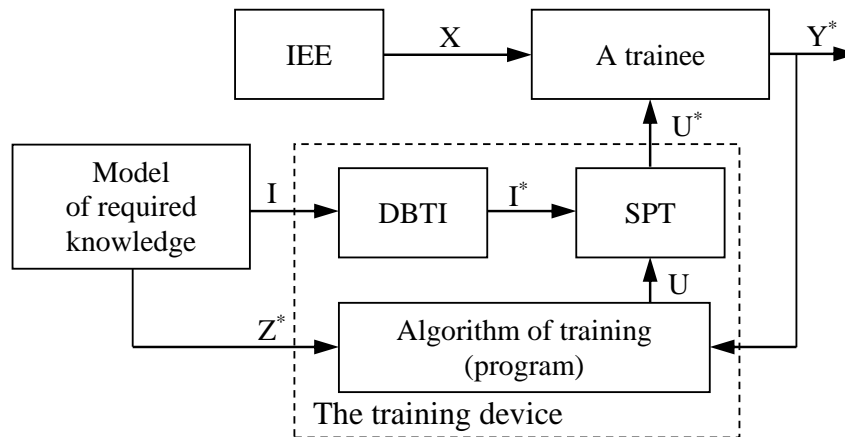 IEE
X
A trainee
Y*
U*
Model
of required
knowledge
I
DBTI
I*
SPT
U
Z*
Algorithm of training
(program)
The training device